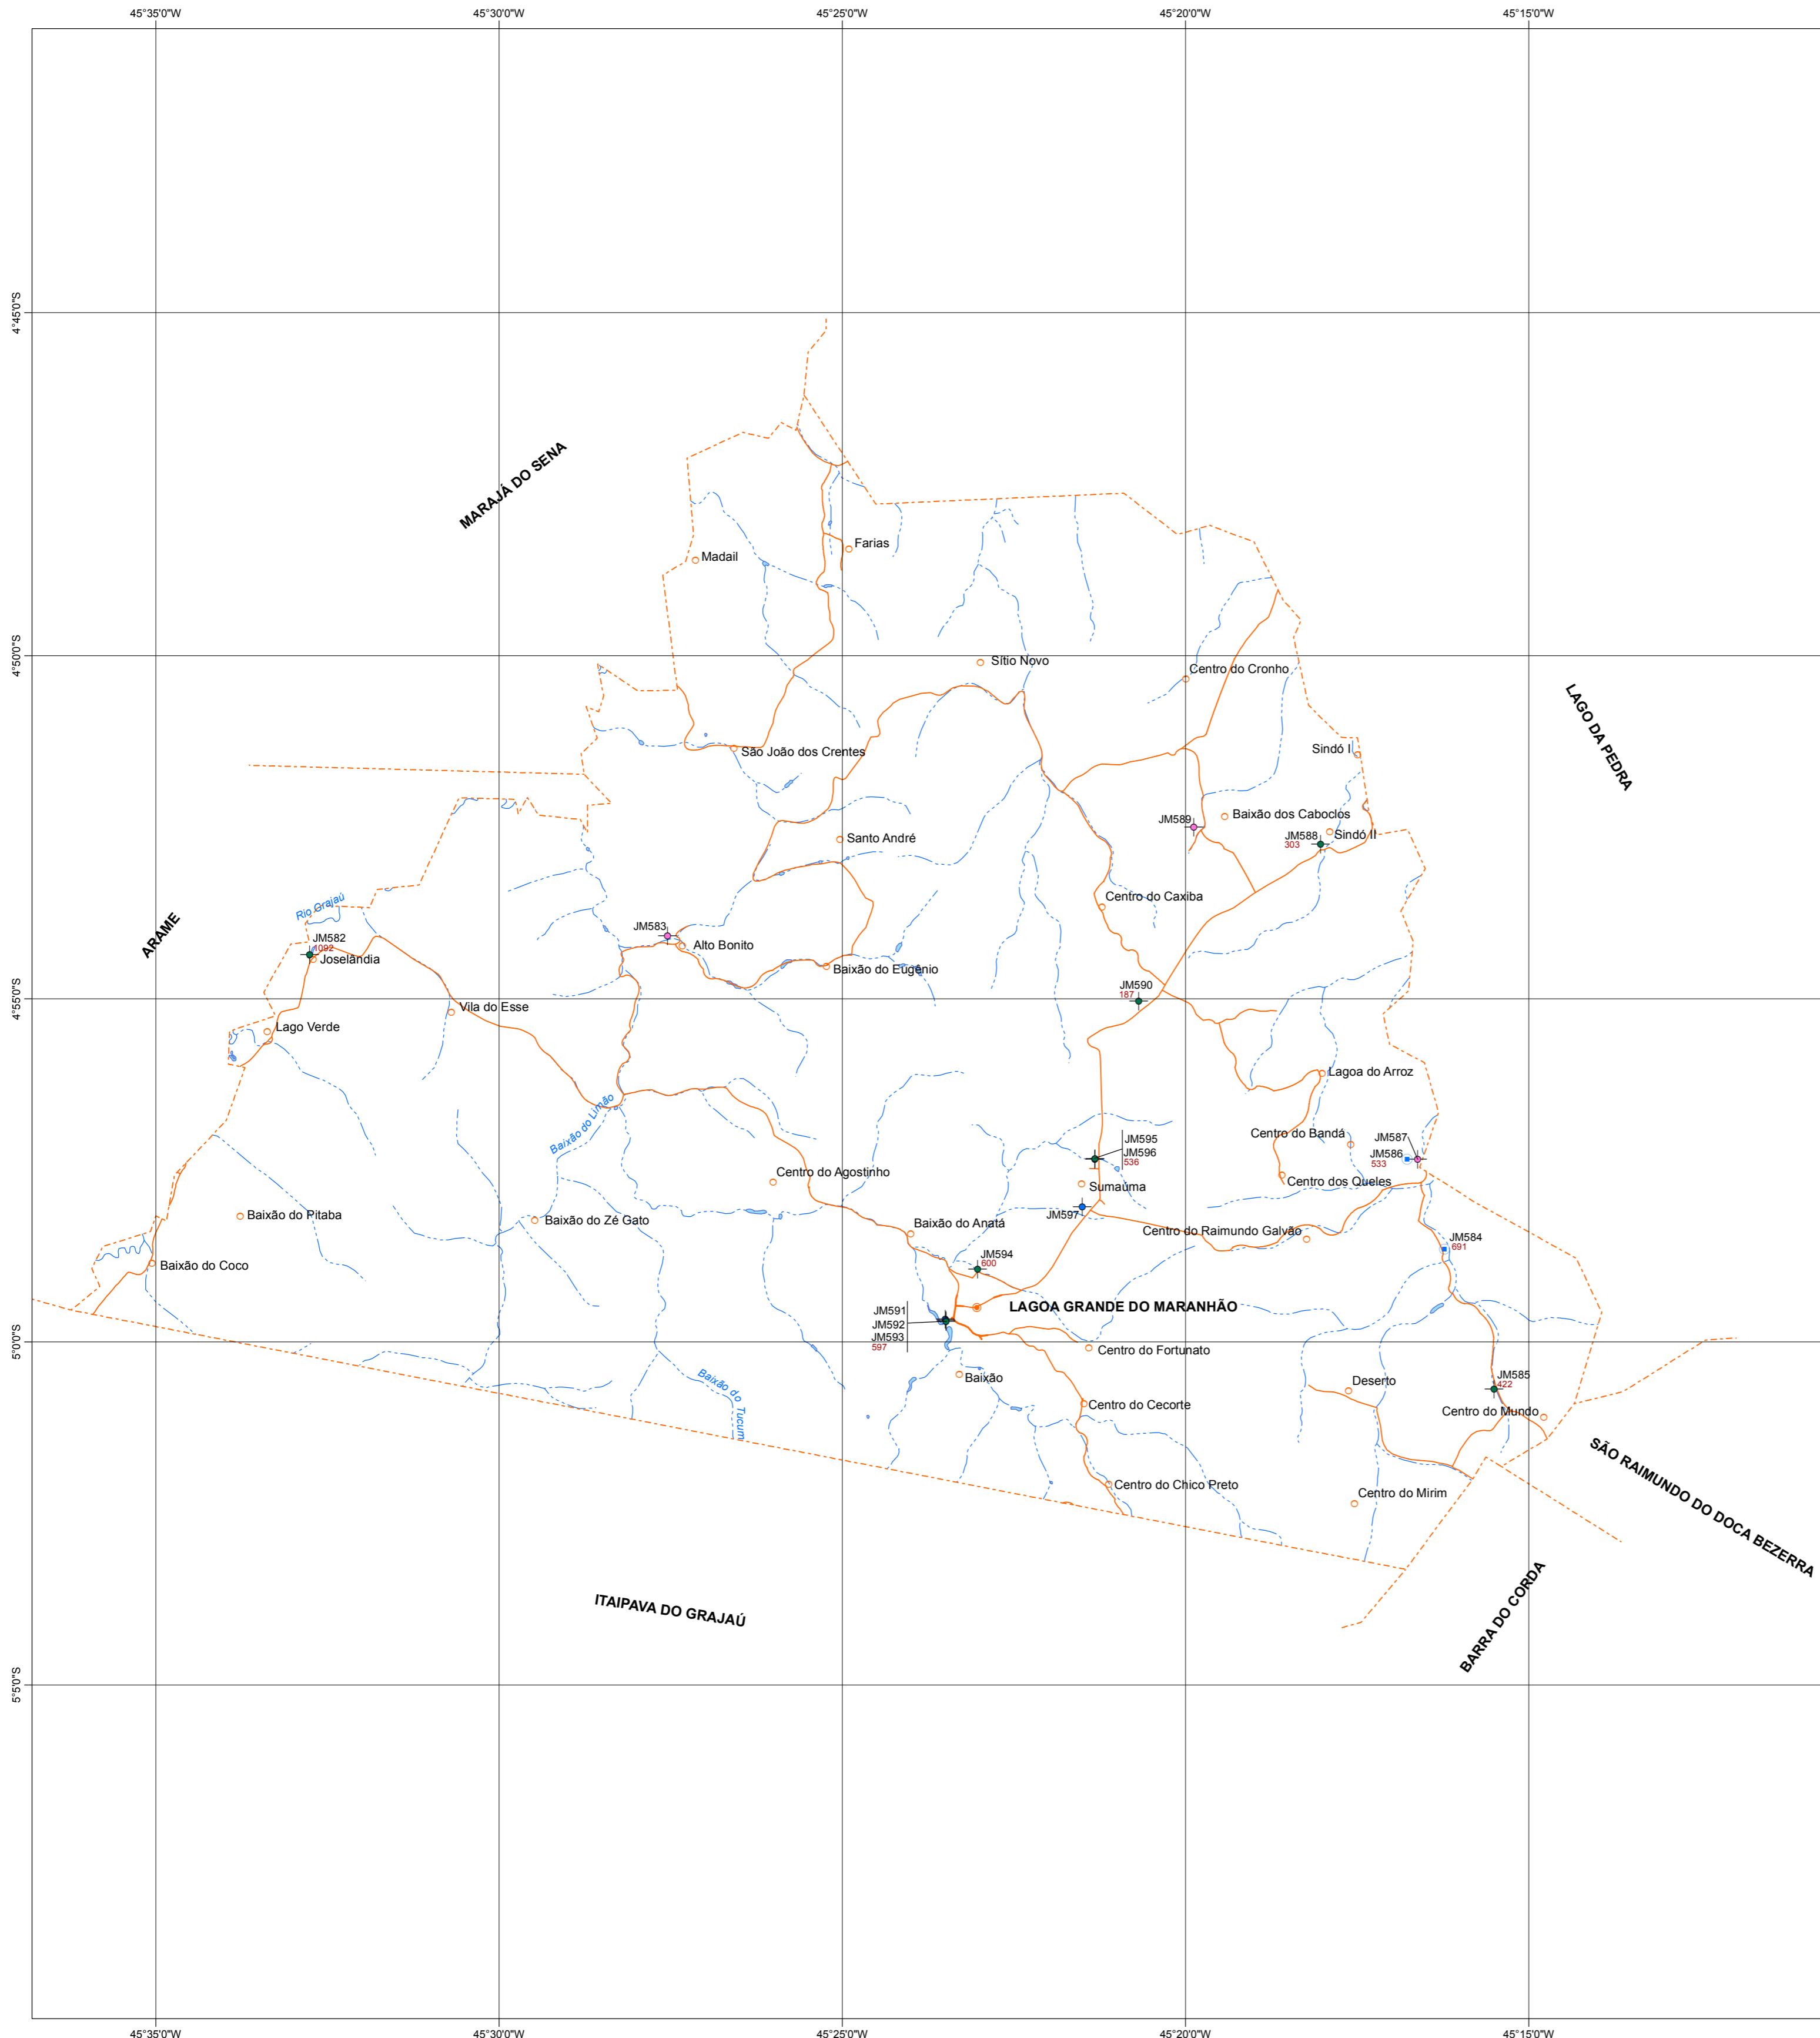 45°35'0"W
45°30'0"W
45°25'0"W
45°20'0"W
45°15'0"W
4°45'0"S
MARAJÁ DO SENA
Farias
Madail
4°50'0"S
Sítio Novo
Centro do Cronho
LAGO DA PEDRA
Sindó I
São João dos Crentes
Baixão dos Caboclos
JM589
JM588
303
Sindó II
Santo André
Centro do Caxiba
Rio Grajaú
ARAME
JM582
1092
Joselândia
JM583
Alto Bonito
Baixão do Eugênio
JM590
187
4°55'0"S
Vila do Esse
Lago Verde
Lagoa do Arroz
Baixão do Limão
Centro do Bandá
JM587
JM586
533
JM595
JM596
536
Centro do Agostinho
Sumaúma
Centro dos Queles
Baixão do Pitaba
Baixão do Zé Gato
JM597
Baixão do Anatá
Centro do Raimundo Galvão
JM584
691
JM594
600
Baixão do Coco
LAGOA GRANDE DO MARANHÃO
JM591
JM592
JM593
597
5°0'0"S
Centro do Fortunato
Baixão
Deserto
JM585
422
Baixão do Tucum
Centro do Cecorte
Centro do Mundo
SÃO RAIMUNDO DO DOCA BEZERRA
Centro do Chico Preto
Centro do Mirim
ITAIPAVA DO GRAJAÚ
BARRA DO CORDA
5°5'0"S
45°35'0"W
45°30'0"W
45°25'0"W
45°20'0"W
45°15'0"W